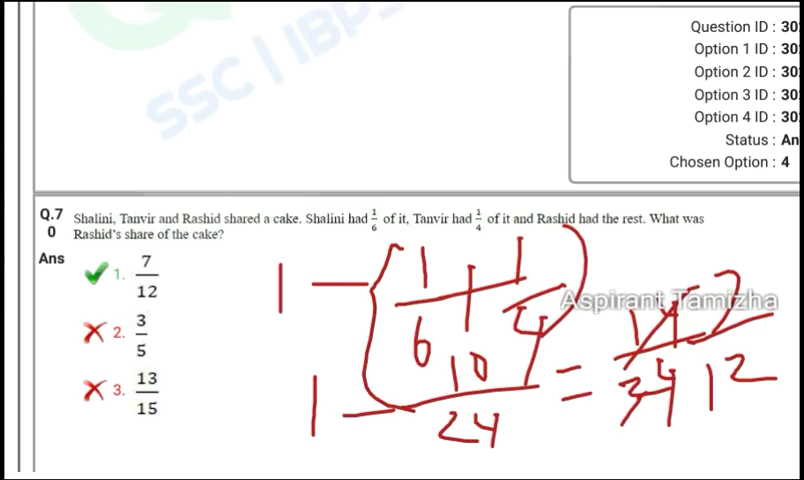 SSC | IBPS
Question ID : 30
Option 1 ID : 30
Option 2 ID : 30
Option 3 ID : 30
Option 4 ID : 30
Status : An
Chosen Option : 4
Q.7 Shalini, Tanvir and Rashid shared a cake. Shalini had 1/6 of it, Tanvir had 1/4 of it and Rashid had the rest. What was
0 Rashid's share of the cake?
Ans
1. 7/12
2. 3/5
3. 13/15
1 - (1/6 + 1/4)
Aspirant Tamizha
1 - 10/24 =
7
12